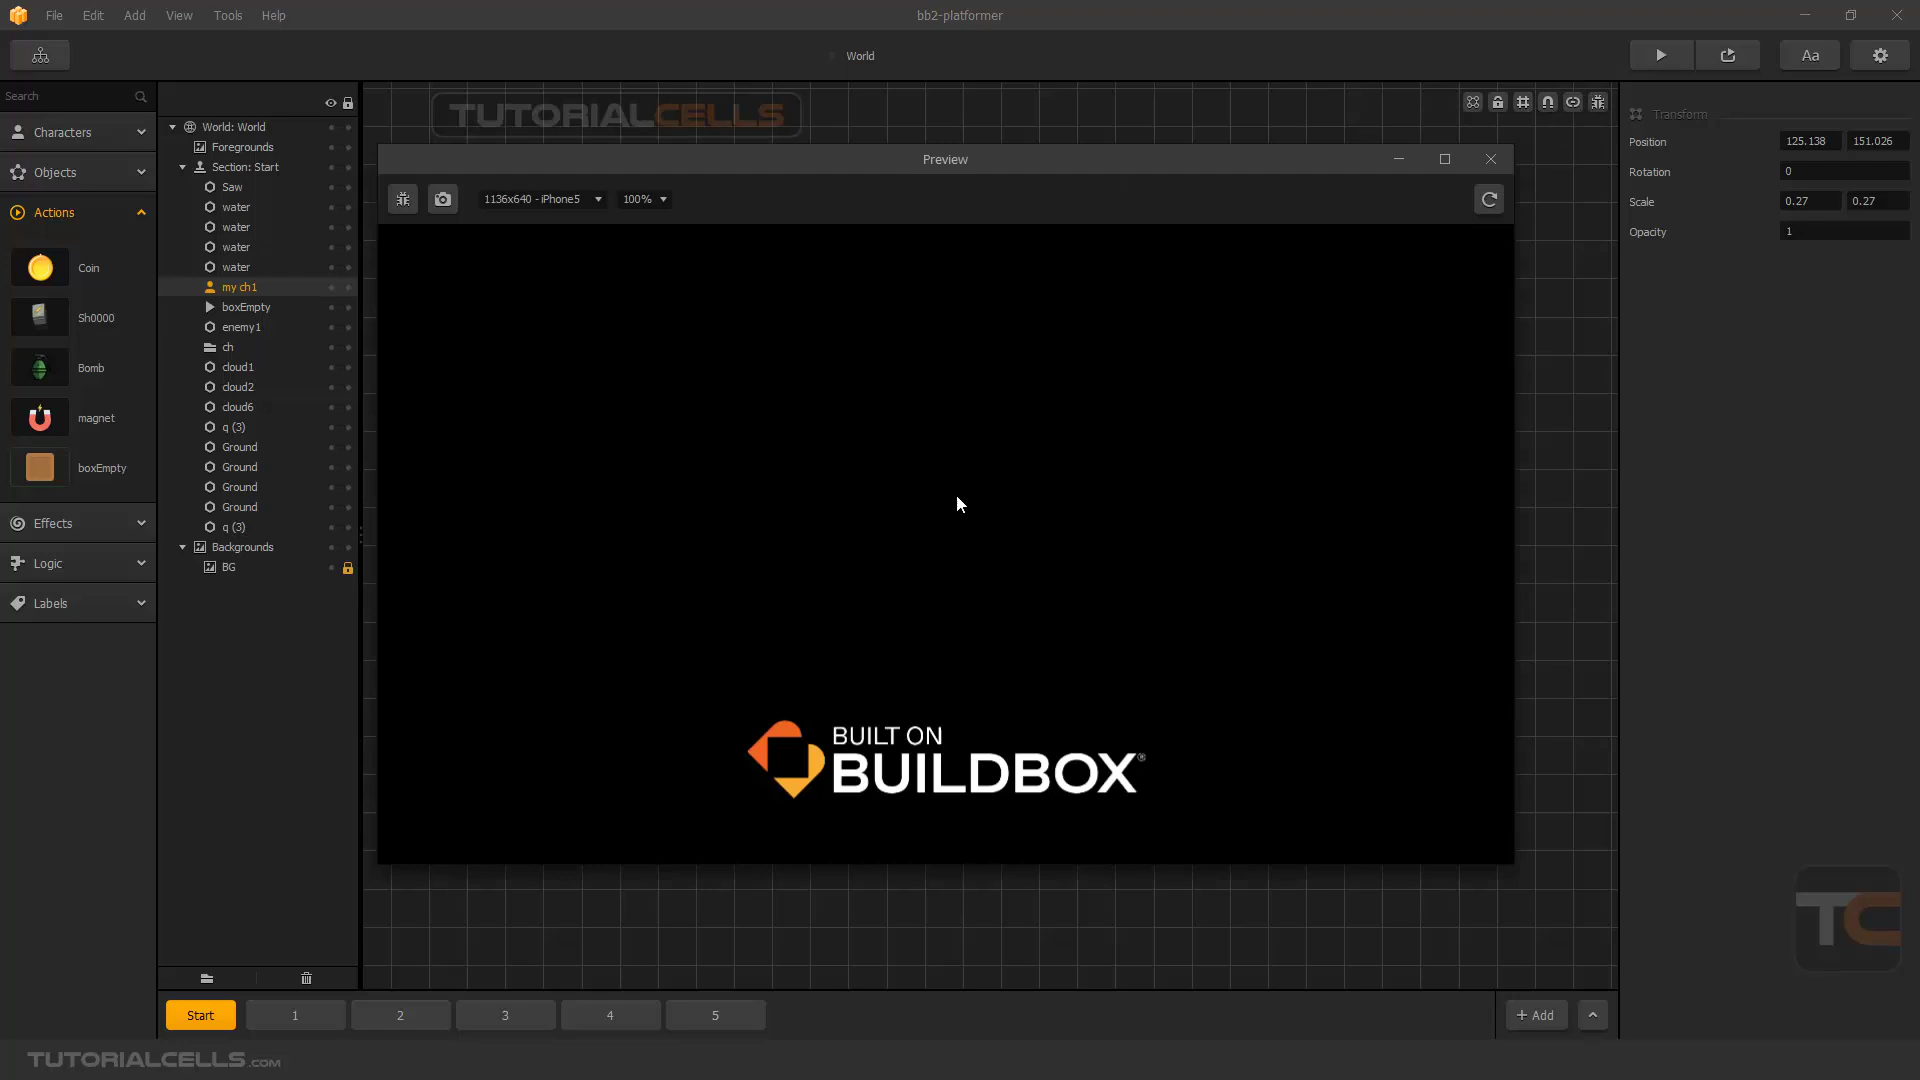 File Edit Add View Tools Help
bb2-platformer
World
Aa
Search
Characters
Objects
Actions
Coin
Sh0000
Bomb
magnet
boxEmpty
Effects
Logic
Labels
World: World
Foregrounds
Section: Start
Saw
water
water
water
water
my ch1
boxEmpty
enemy1
ch
cloud1
cloud2
cloud6
q (3)
Ground
Ground
Ground
Ground
q (3)
Backgrounds
BG
TUTORIALCELLS
Preview
1136x640 - iPhone5 100%
BUILT ON
BUILDBOX®
Transform
Position 125.138 151.026
Rotation 0
Scale 0.27 0.27
Opacity 1
TC
Start 1 2 3 4 5
+ Add
TUTORIALCELLS.COM